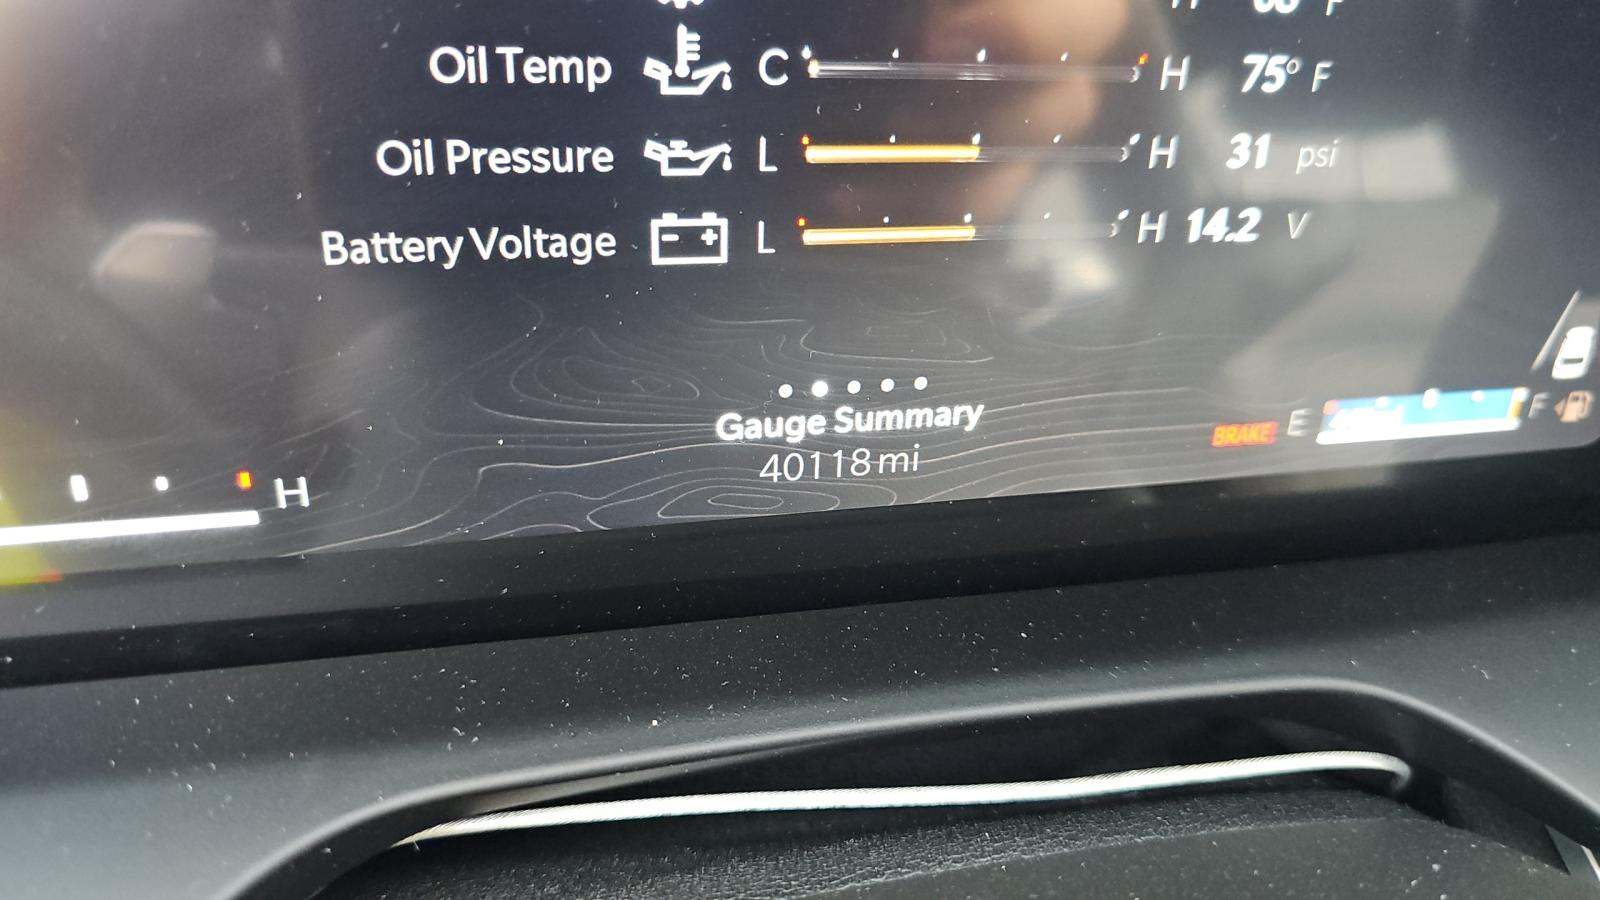 Oil Temp C H 75° F
Oil Pressure L H 31 psi
Battery Voltage L H 14.2 V
Gauge Summary
40118 mi
BRAKE E F
H